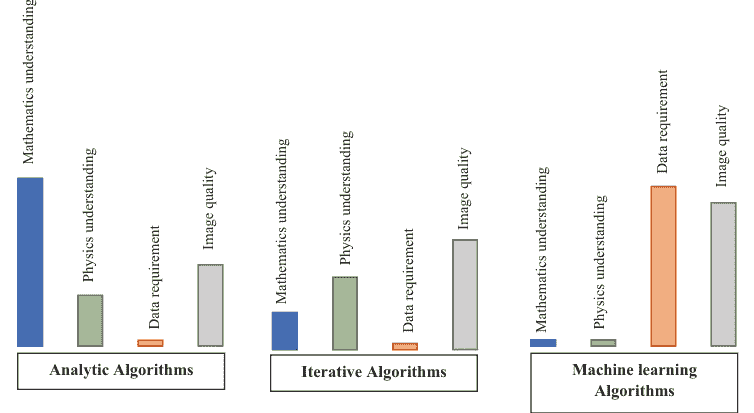 Mathematics understanding
Physics understanding
Data requirement
Image quality
Analytic Algorithms
Mathematics understanding
Physics understanding
Data requirement
Image quality
Iterative Algorithms
Mathematics understanding
Physics understanding
Data requirement
Image quality
Machine learning
Algorithms